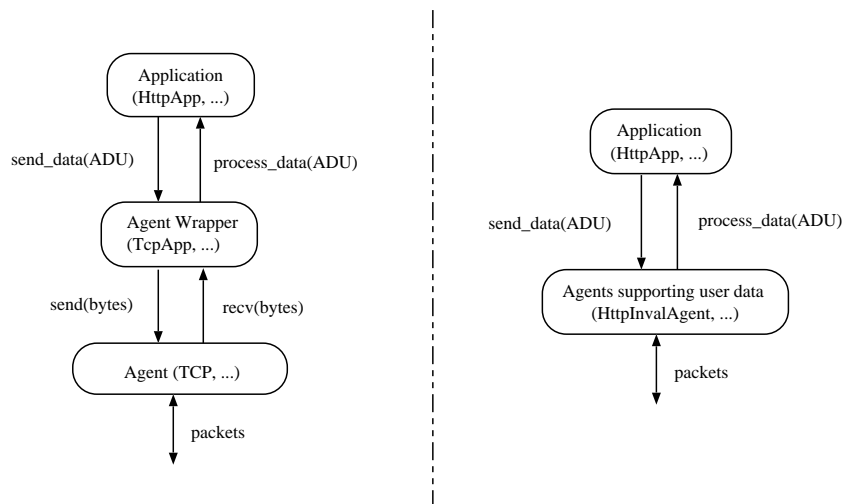 Application
(HttpApp, ...)
send_data(ADU)
process_data(ADU)
Agent Wrapper
(TcpApp, ...)
send(bytes)
recv(bytes)
Agent (TCP, ...)
packets
Application
(HttpApp, ...)
send_data(ADU)
process_data(ADU)
Agents supporting user data
(HttpInvalAgent, ...)
packets